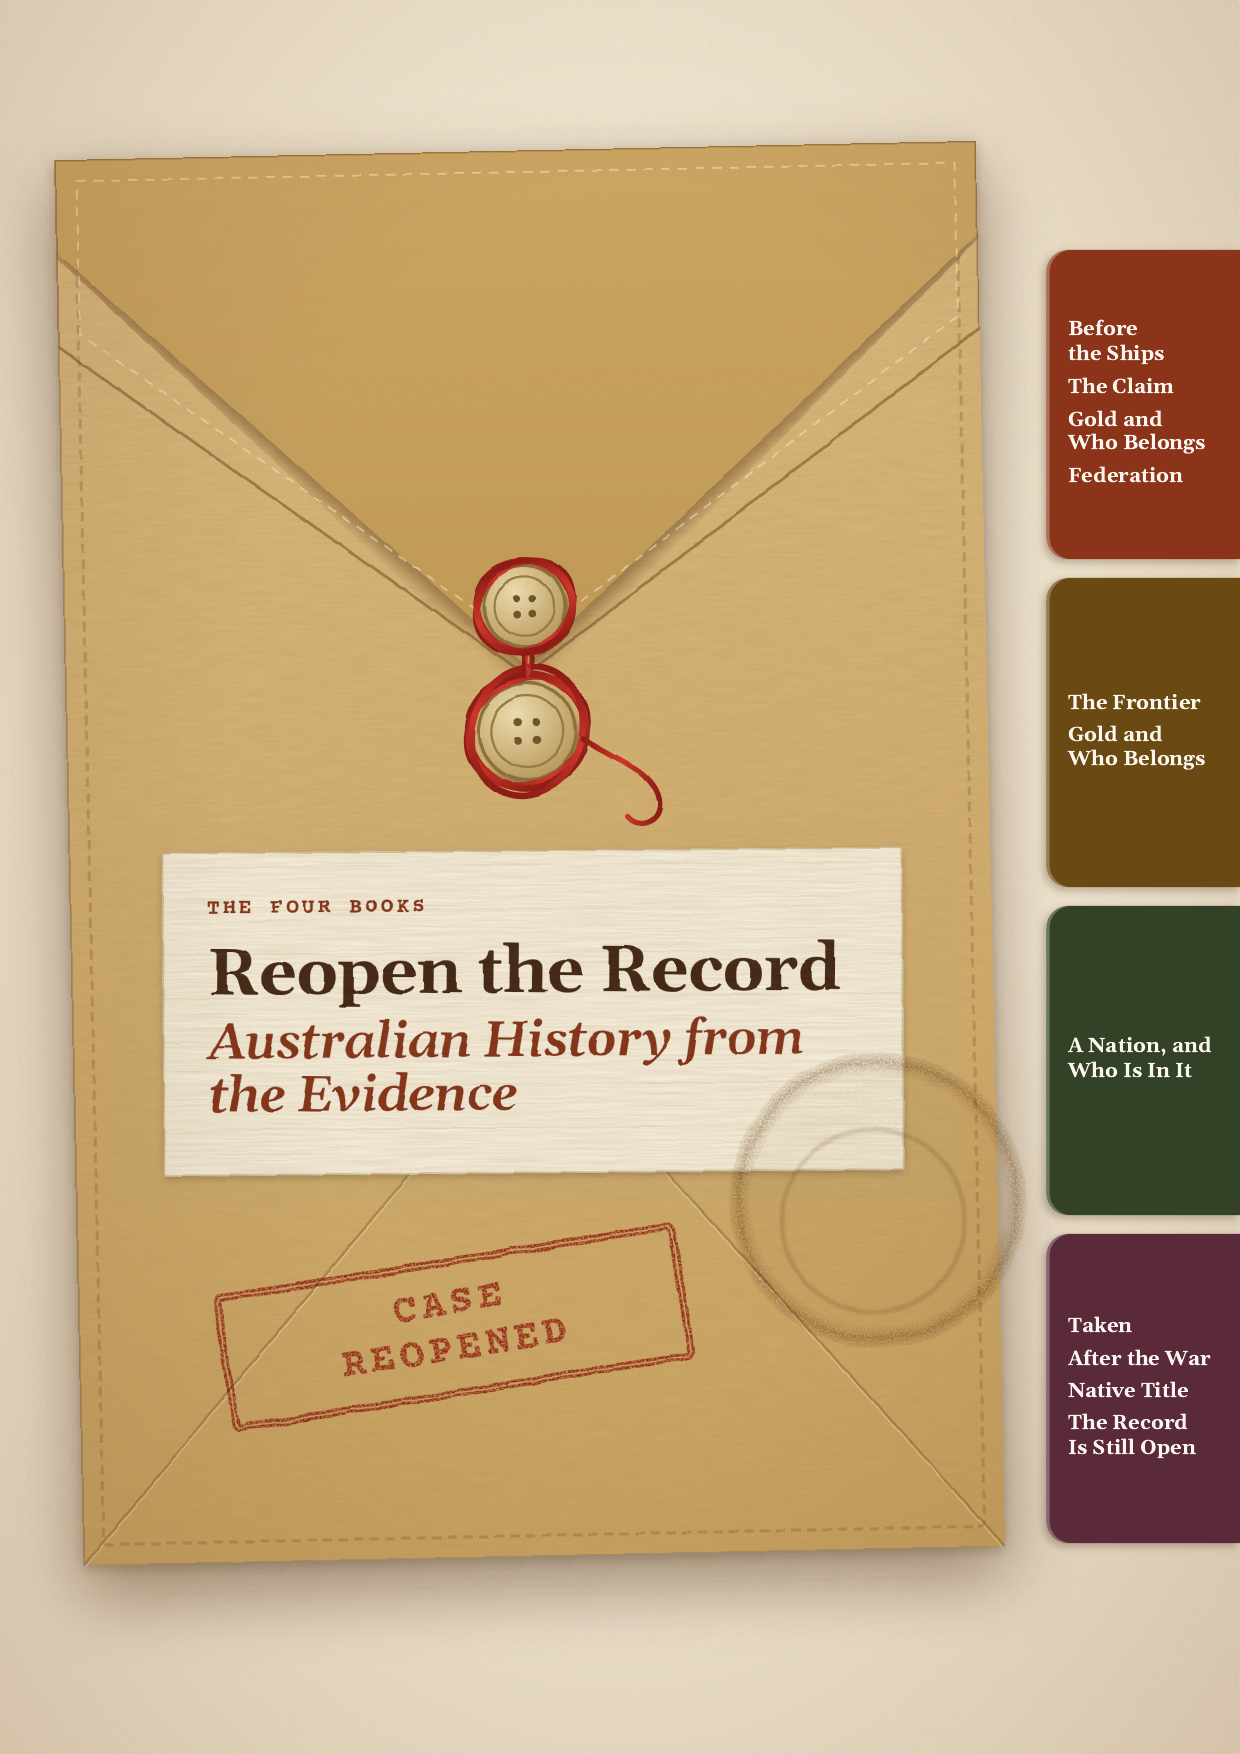 THE FOUR BOOKS
Reopen the Record
Australian History from
the Evidence
CASE
REOPENED
Before
the Ships
The Claim
Gold and
Who Belongs
Federation
The Frontier
Gold and
Who Belongs
A Nation, and
Who Is In It
Taken
After the War
Native Title
The Record
Is Still Open